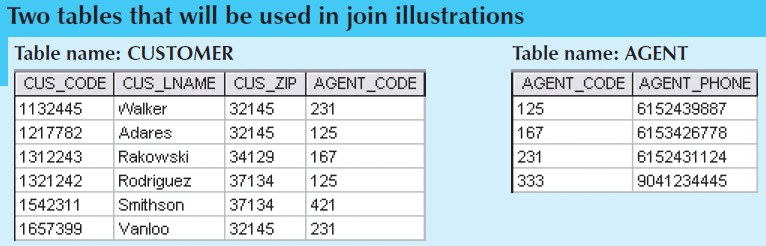 Two tables that will be used in join illustrations
Table name: CUSTOMER
CUS_CODE CUS_LNAME CUS_ZIP AGENT_CODE
1132445 Walker 32145 231
1217782 Adares 32145 125
1312243 Rakowski 34129 167
1321242 Rodriguez 37134 125
1542311 Smithson 37134 421
1657399 Vanloo 32145 231
Table name: AGENT
AGENT_CODE AGENT_PHONE
125 6152439887
167 6153426778
231 6152431124
333 9041234445